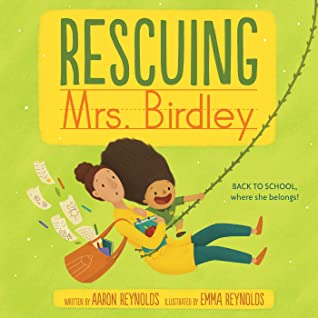 RESCUING
Mrs. Birdley
BACK TO SCHOOL,
where she belongs!
WRITTEN BY AARON REYNOLDS ILLUSTRATED BY EMMA REYNOLDS